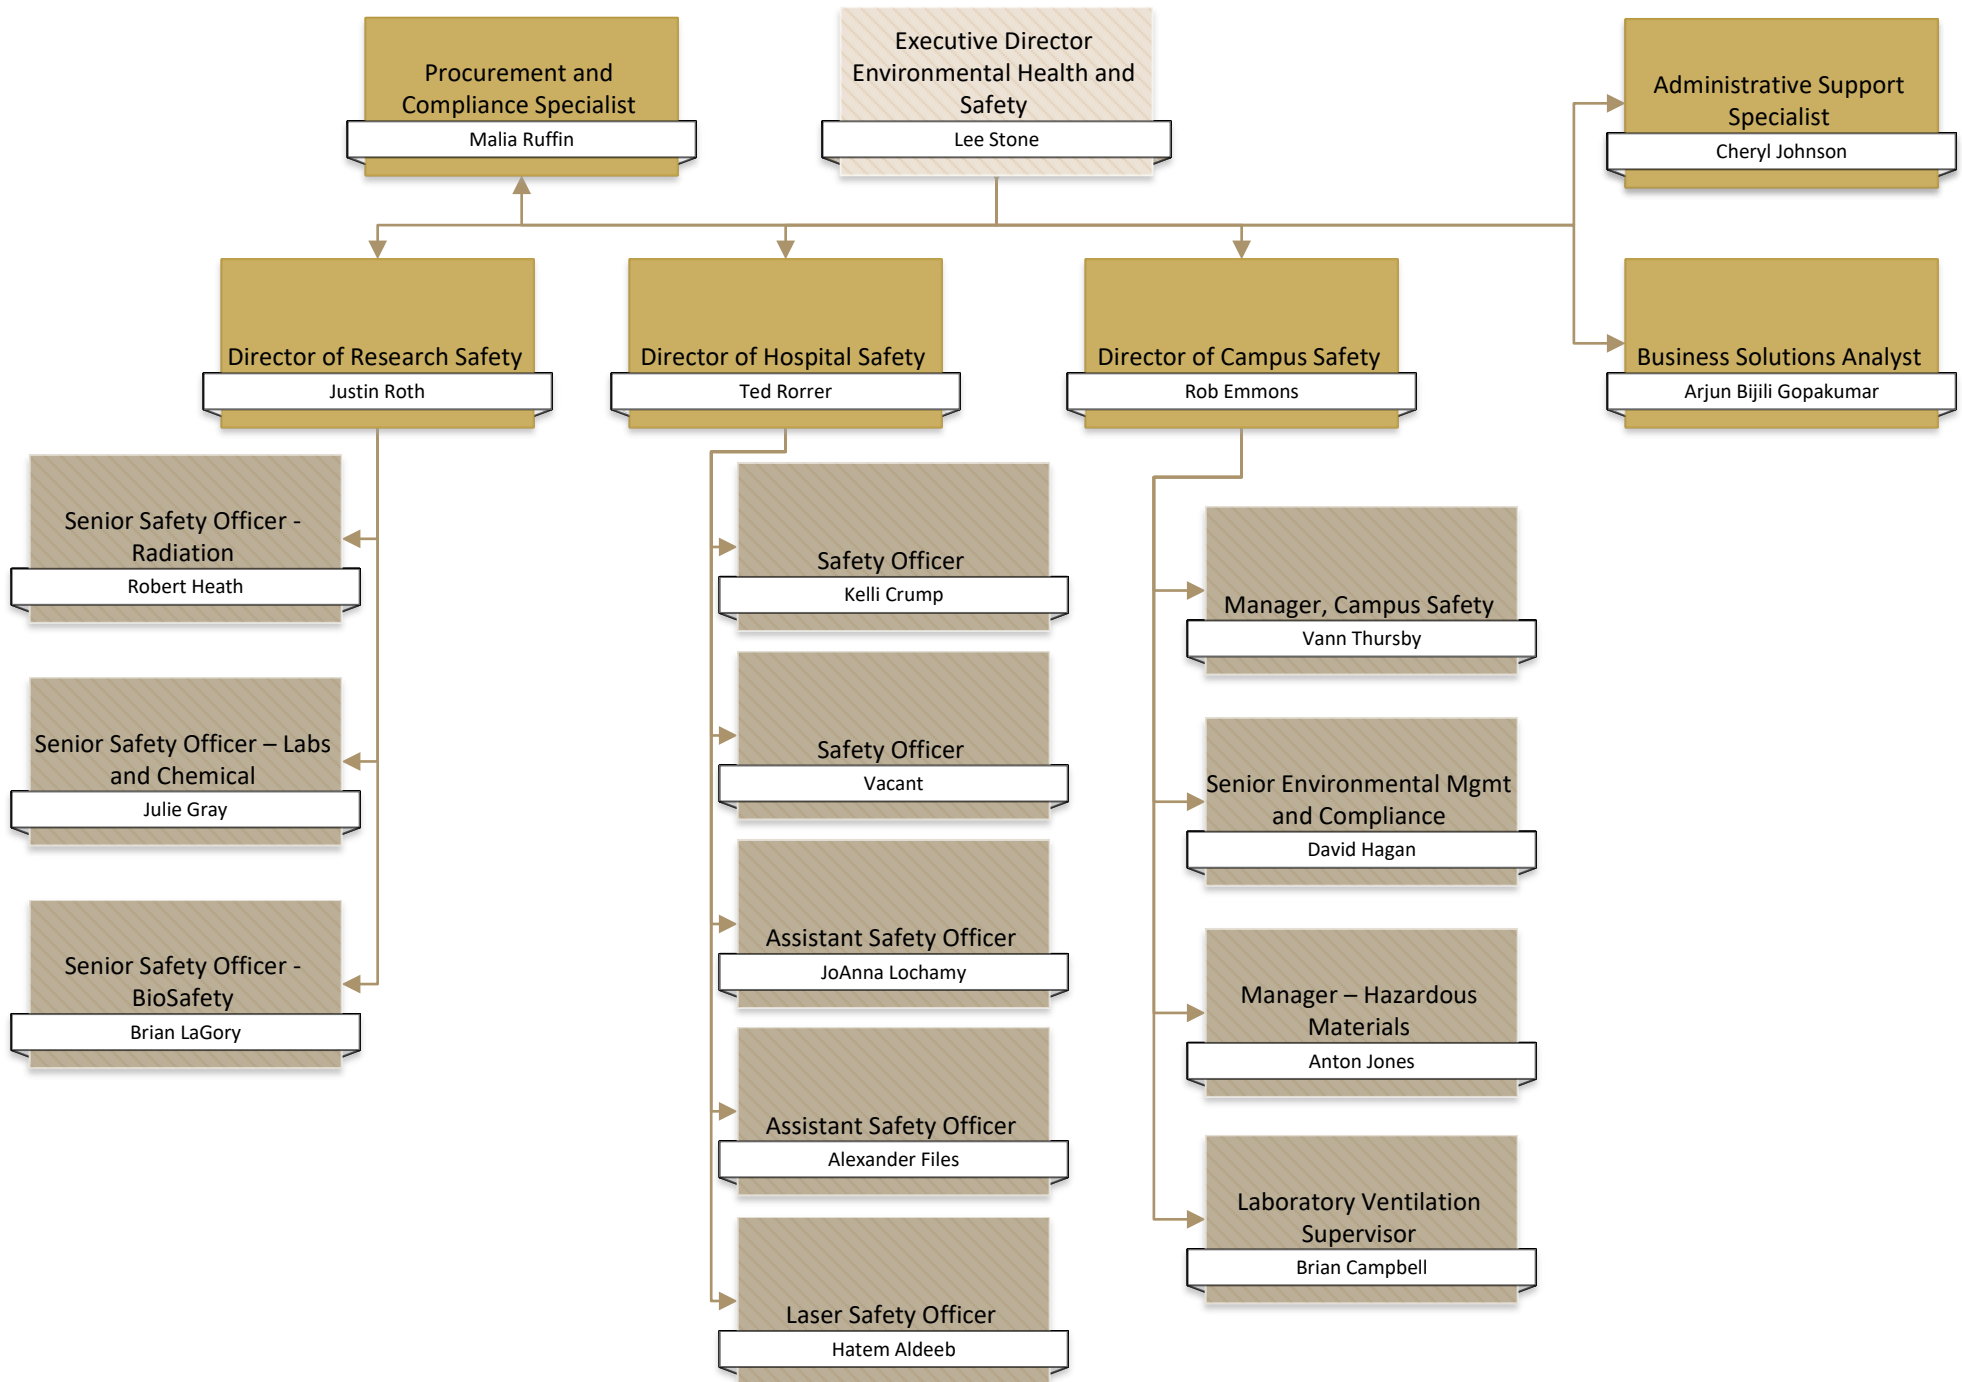 Procurement and
Compliance Specialist
Malia Ruffin
Executive Director
Environmental Health and
Safety
Lee Stone
Administrative Support
Specialist
Cheryl Johnson
Director of Research Safety
Justin Roth
Director of Hospital Safety
Ted Rorrer
Director of Campus Safety
Rob Emmons
Business Solutions Analyst
Arjun Bijili Gopakumar
Senior Safety Officer -
Radiation
Robert Heath
Senior Safety Officer – Labs
and Chemical
Julie Gray
Senior Safety Officer -
BioSafety
Brian LaGory
Safety Officer
Kelli Crump
Safety Officer
Vacant
Assistant Safety Officer
JoAnna Lochamy
Assistant Safety Officer
Alexander Files
Laser Safety Officer
Hatem Aldeeb
Manager, Campus Safety
Vann Thursby
Senior Environmental Mgmt
and Compliance
David Hagan
Manager – Hazardous
Materials
Anton Jones
Laboratory Ventilation
Supervisor
Brian Campbell